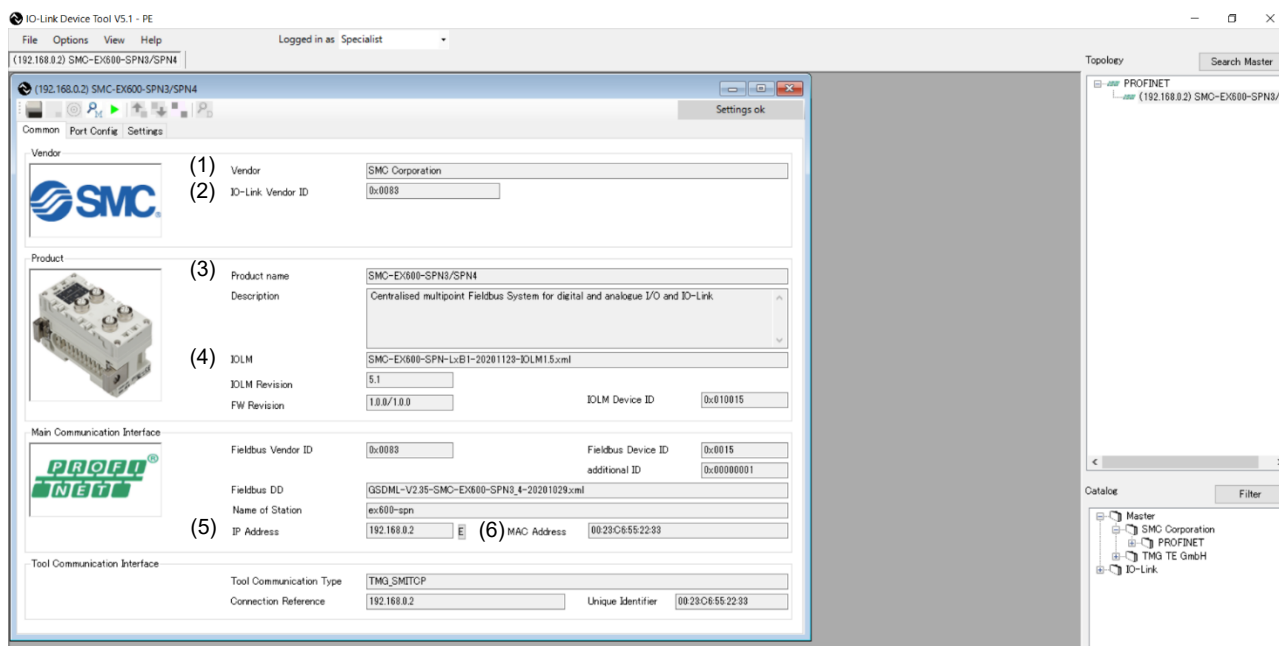 IO-Link Device Tool V5.1 - PE
File Options View Help Logged in as Specialist
(192.168.0.2) SMC-EX600-SPN3/SPN4
Topology Search Master
PROFINET
(192.168.0.2) SMC-EX600-SPN3/
(192.168.0.2) SMC-EX600-SPN3/SPN4
Settings ok
Common Port Config Settings
Vendor
SMC.
(1) Vendor SMC Corporation
(2) IO-Link Vendor ID 0x0083
Product
(3) Product name SMC-EX600-SPN3/SPN4
Description Centralised multipoint Fieldbus System for digital and analogue I/O and IO-Link
(4) IOLM SMC-EX600-SPN-LxB1-20201123-IOLM1.5.xml
IOLM Revision 5.1
FW Revision 1.0.0/1.0.0 IOLM Device ID 0x010015
Main Communication Interface
PROFI®
NET
Fieldbus Vendor ID 0x0083 Fieldbus Device ID 0x0015
additional ID 0x00000001
Fieldbus DD GSDML-V2.35-SMC-EX600-SPN3_4-20201029.xml
Name of Station ex600-spn
(5) IP Address 192.168.0.2 E (6) MAC Address 00:23:C6:55:22:33
Tool Communication Interface
Tool Communication Type TMG_SMITCP
Connection Reference 192.168.0.2 Unique Identifier 00:23:C6:55:22:33
Catalog Filter
Master
SMC Corporation
PROFINET
TMG TE GmbH
IO-Link